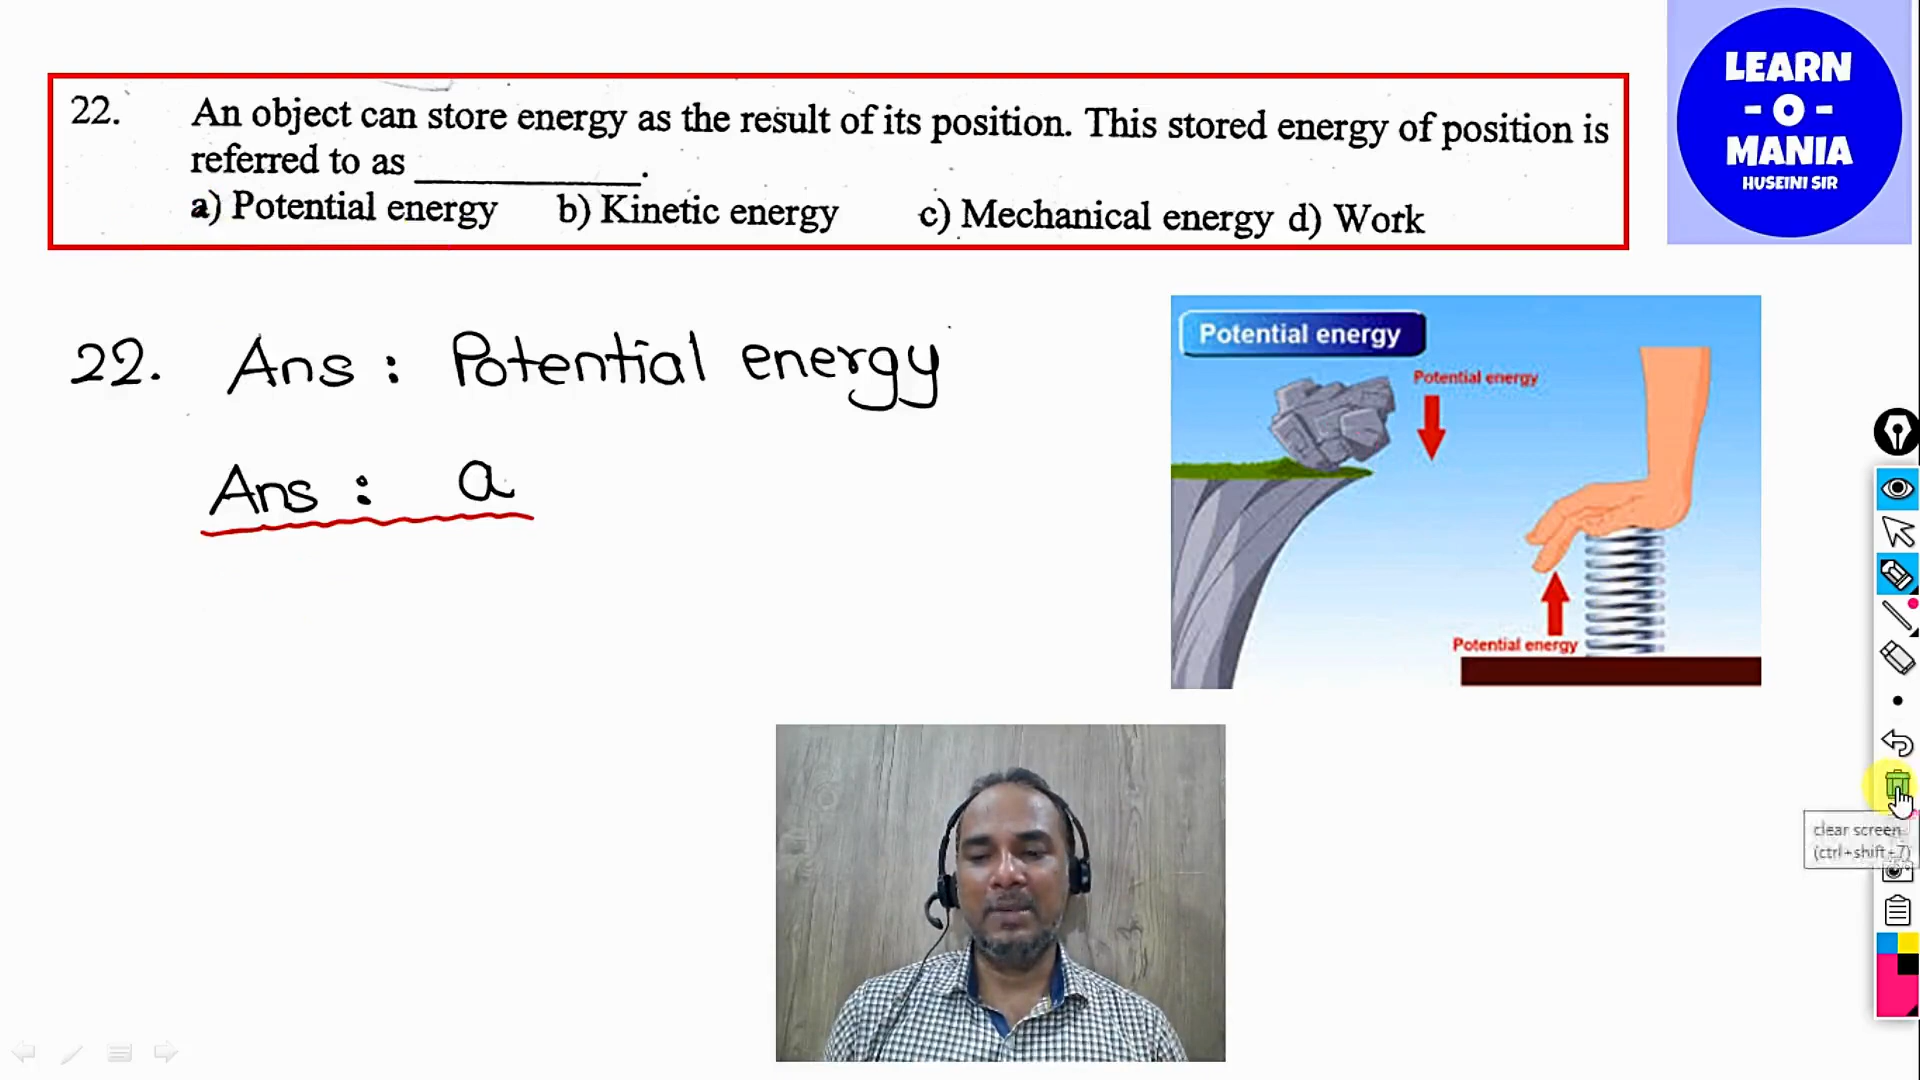 22. An object can store energy as the result of its position. This stored energy of position is
referred to as ____________.
a) Potential energy b) Kinetic energy c) Mechanical energy d) Work
LEARN
- O -
MANIA
HUSEINI SIR
22. Ans : Potential energy
Ans : a
Potential energy
Potential energy
Potential energy
clear screen
(ctrl+shift+7)